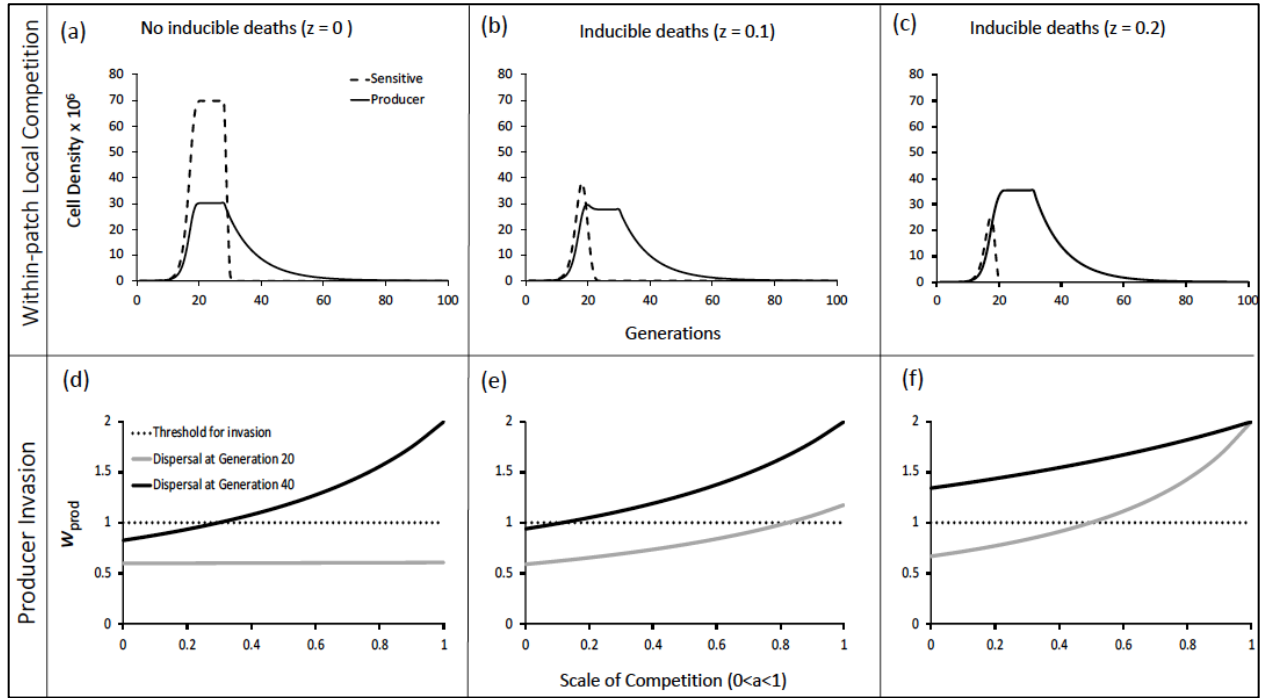 Within-patch Local Competition
(a)
No inducible deaths (z = 0 )
(b)
Inducible deaths (z = 0.1)
(c)
Inducible deaths (z = 0.2)
Cell Density x 10⁶
80
70
60
50
40
30
20
10
0
0 20 40 60 80 100
Sensitive
Producer
80
70
60
50
40
30
20
10
0
0 20 40 60 80 100
80
70
60
50
40
30
20
10
0
0 20 40 60 80 100
Generations
Producer Invasion
(d)
(e)
(f)
wprod
2
1.5
1
0.5
0
0 0.2 0.4 0.6 0.8 1
Threshold for invasion
Dispersal at Generation 20
Dispersal at Generation 40
2
1.5
1
0.5
0
0 0.2 0.4 0.6 0.8 1
2
1.5
1
0.5
0
0 0.2 0.4 0.6 0.8 1
Scale of Competition (0<a<1)